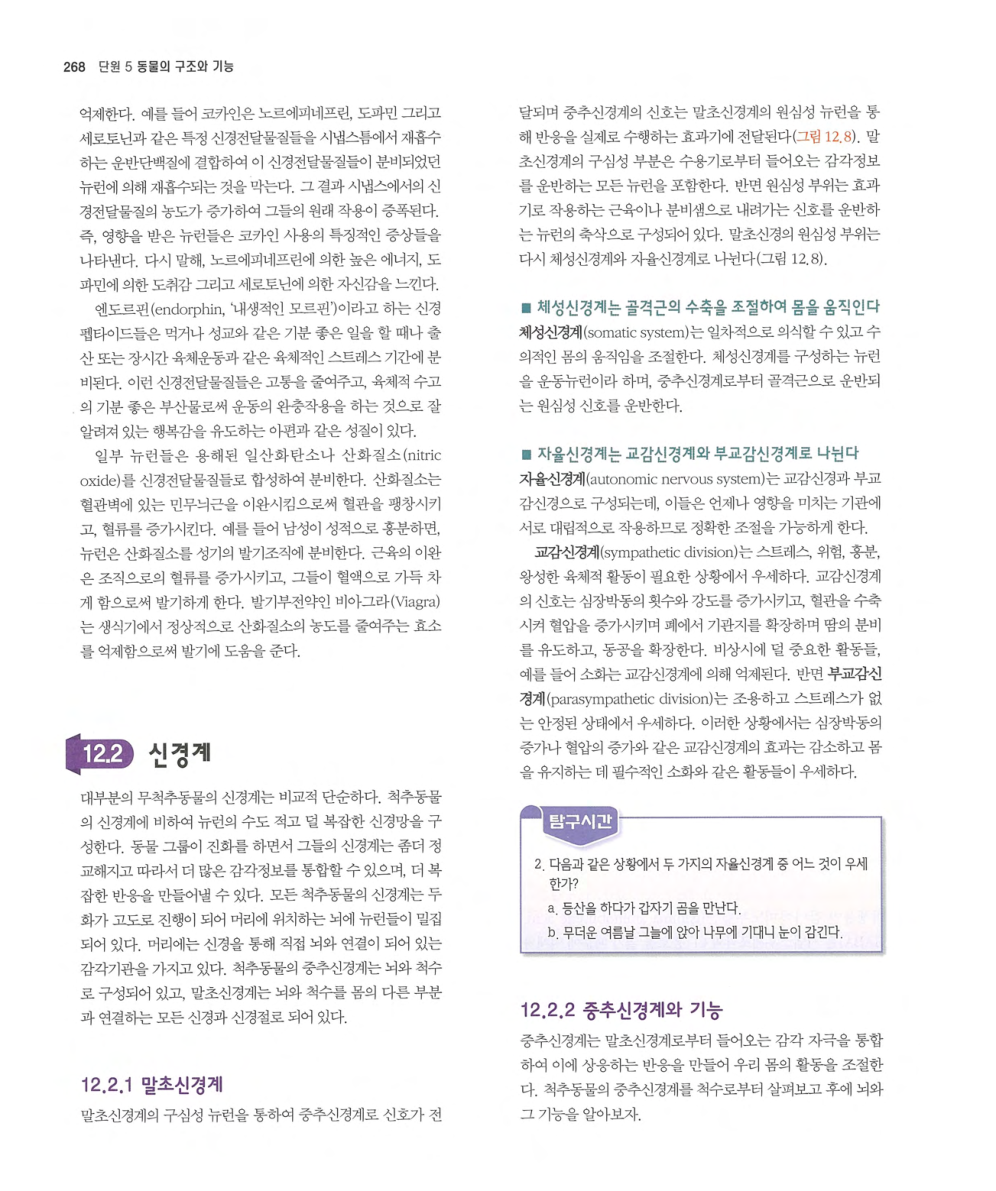 268 단원 5 동물의 구조와 기능
억제한다. 예를 들어 코카인은 노르에피네프린, 도파민 그리고
세로토닌과 같은 특정 신경전달물질들을 시냅스틈에서 재흡수
하는 운반단백질에 결합하여 이 신경전달물질들이 분비되었던
뉴런에 의해 재흡수되는 것을 막는다. 그 결과 시냅스에서의 신
경전달물질의 농도가 증가하여 그들의 원래 작용이 증폭된다.
즉, 영향을 받은 뉴런들은 코카인 사용의 특징적인 증상들을
나타낸다. 다시 말해, 노르에피네프린에 의한 높은 에너지, 도
파민에 의한 도취감 그리고 세로토닌에 의한 자신감을 느낀다.
엔도르핀(endorphin, ‘내생적인 모르핀’)이라고 하는 신경
펩타이드들은 먹거나 성교와 같은 기분 좋은 일을 할 때나 출
산 또는 장시간 육체운동과 같은 육체적인 스트레스 기간에 분
비된다. 이런 신경전달물질들은 고통을 줄여주고, 육체적 수고
의 기분 좋은 부산물로써 운동의 완충작용을 하는 것으로 잘
알려져 있는 행복감을 유도하는 아편과 같은 성질이 있다.
일부 뉴런들은 용해된 일산화탄소나 산화질소(nitric
oxide)를 신경전달물질들로 합성하여 분비한다. 산화질소는
혈관벽에 있는 민무늬근을 이완시킴으로써 혈관을 팽창시키
고, 혈류를 증가시킨다. 예를 들어 남성이 성적으로 흥분하면,
뉴런은 산화질소를 성기의 발기조직에 분비한다. 근육의 이완
은 조직으로의 혈류를 증가시키고, 그들이 혈액으로 가득 차
게 함으로써 발기하게 한다. 발기부전약인 비아그라(Viagra)
는 생식기에서 정상적으로 산화질소의 농도를 줄여주는 효소
를 억제함으로써 발기에 도움을 준다.
12.2 신경계
대부분의 무척추동물의 신경계는 비교적 단순하다. 척추동물
의 신경계에 비하여 뉴런의 수도 적고 덜 복잡한 신경망을 구
성한다. 동물 그룹이 진화를 하면서 그들의 신경계는 좀더 정
교해지고 따라서 더 많은 감각정보를 통합할 수 있으며, 더 복
잡한 반응을 만들어낼 수 있다. 모든 척추동물의 신경계는 두
화가 고도로 진행이 되어 머리에 위치하는 뇌에 뉴런들이 밀집
되어 있다. 머리에는 신경을 통해 직접 뇌와 연결이 되어 있는
감각기관을 가지고 있다. 척추동물의 중추신경계는 뇌와 척수
로 구성되어 있고, 말초신경계는 뇌와 척수를 몸의 다른 부분
과 연결하는 모든 신경과 신경절로 되어 있다.
12.2.1 말초신경계
말초신경계의 구심성 뉴런을 통하여 중추신경계로 신호가 전
달되며 중추신경계의 신호는 말초신경계의 원심성 뉴런을 통
해 반응을 실제로 수행하는 효과기에 전달된다(그림 12.8). 말
초신경계의 구심성 부분은 수용기로부터 들어오는 감각정보
를 운반하는 모든 뉴런을 포함한다. 반면 원심성 부위는 효과
기로 작용하는 근육이나 분비샘으로 내려가는 신호를 운반하
는 뉴런의 축삭으로 구성되어 있다. 말초신경의 원심성 부위는
다시 체성신경계와 자율신경계로 나뉜다(그림 12.8).
■ 체성신경계는 골격근의 수축을 조절하여 몸을 움직인다
체성신경계(somatic system)는 일차적으로 의식할 수 있고 수
의적인 몸의 움직임을 조절한다. 체성신경계를 구성하는 뉴런
을 운동뉴런이라 하며, 중추신경계로부터 골격근으로 운반되
는 원심성 신호를 운반한다.
■ 자율신경계는 교감신경계와 부교감신경계로 나뉜다
자율신경계(autonomic nervous system)는 교감신경과 부교
감신경으로 구성되는데, 이들은 언제나 영향을 미치는 기관에
서로 대립적으로 작용하므로 정확한 조절을 가능하게 한다.
교감신경계(sympathetic division)는 스트레스, 위험, 흥분,
왕성한 육체적 활동이 필요한 상황에서 우세하다. 교감신경계
의 신호는 심장박동의 횟수와 강도를 증가시키고, 혈관을 수축
시켜 혈압을 증가시키며 폐에서 기관지를 확장하며 땀의 분비
를 유도하고, 동공을 확장한다. 비상시에 덜 중요한 활동들,
예를 들어 소화는 교감신경계에 의해 억제된다. 반면 부교감신
경계(parasympathetic division)는 조용하고 스트레스가 없
는 안정된 상태에서 우세하다. 이러한 상황에서는 심장박동의
증가나 혈압의 증가와 같은 교감신경계의 효과는 감소하고 몸
을 유지하는 데 필수적인 소화와 같은 활동들이 우세하다.
탐구시간
2. 다음과 같은 상황에서 두 가지의 자율신경계 중 어느 것이 우세
한가?
a. 등산을 하다가 갑자기 곰을 만난다.
b. 무더운 여름날 그늘에 앉아 나무에 기대니 눈이 감긴다.
12.2.2 중추신경계와 기능
중추신경계는 말초신경계로부터 들어오는 감각 자극을 통합
하여 이에 상응하는 반응을 만들어 우리 몸의 활동을 조절한
다. 척추동물의 중추신경계를 척수로부터 살펴보고 후에 뇌와
그 기능을 알아보자.